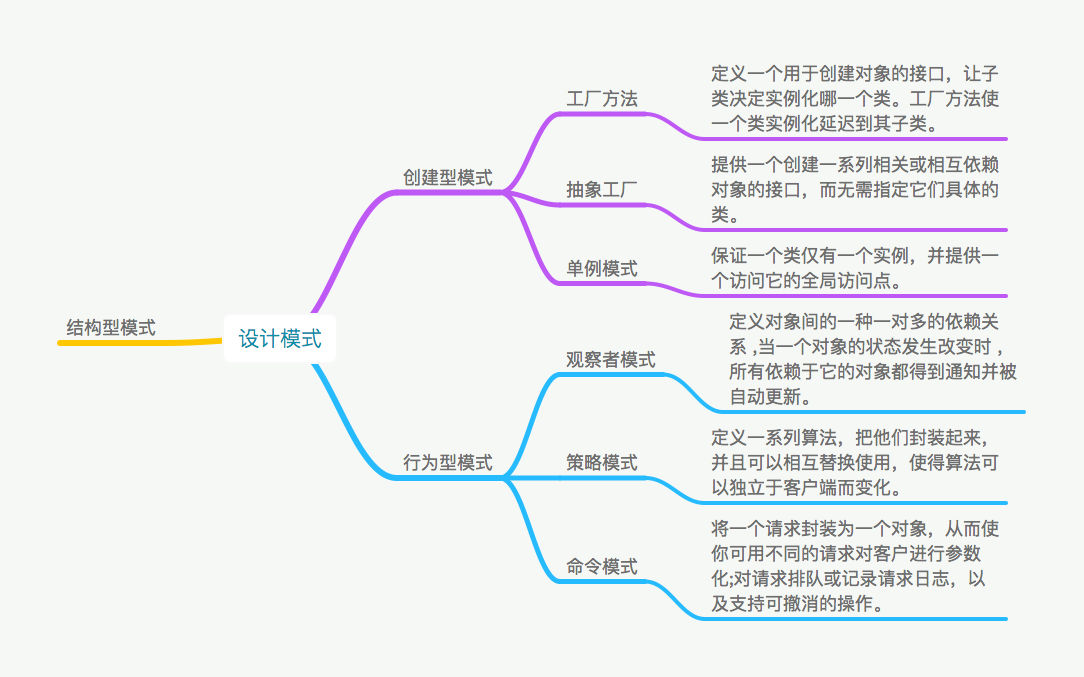 设计模式
创建型模式
工厂方法
定义一个用于创建对象的接口，让子
类决定实例化哪一个类。工厂方法使
一个类实例化延迟到其子类。
抽象工厂
提供一个创建一系列相关或相互依赖
对象的接口，而无需指定它们具体的
类。
单例模式
保证一个类仅有一个实例，并提供一
个访问它的全局访问点。
行为型模式
观察者模式
定义对象间的一种一对多的依赖关
系 ,当一个对象的状态发生改变时 ,
所有依赖于它的对象都得到通知并被
自动更新。
策略模式
定义一系列算法，把他们封装起来，
并且可以相互替换使用，使得算法可
以独立于客户端而变化。
命令模式
将一个请求封装为一个对象，从而使
你可用不同的请求对客户进行参数
化;对请求排队或记录请求日志，以
及支持可撤消的操作。
结构型模式